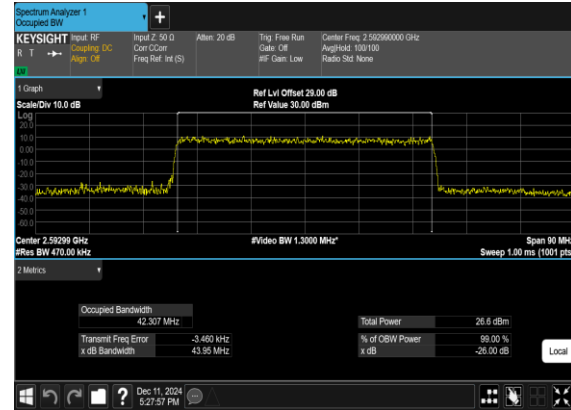 Spectrum Analyzer 1
Occupied BW
+
KEYSIGHT Input: RF Input Z: 50 Ω Atten: 20 dB Trig: Free Run Center Freq: 2.592990000 GHz
R T Coupling: DC Corr CCorr Gate: Off Avg|Hold: 100/100
Align: Off Freq Ref: Int (S) #IF Gain: Low Radio Std: None
LV
1 Graph
Ref Lvl Offset 29.00 dB
Scale/Div 10.0 dB Ref Value 30.00 dBm
Log
20.0
10.0
0.00
-10.0
-20.0
-30.0
-40.0
-50.0
-60.0
Center 2.59299 GHz #Video BW 1.3000 MHz* Span 90 MHz
#Res BW 470.00 kHz Sweep 1.00 ms (1001 pts
2 Metrics
Occupied Bandwidth
42.307 MHz Total Power 26.6 dBm
Transmit Freq Error -3.460 kHz % of OBW Power 99.00 %
x dB Bandwidth 43.95 MHz x dB -26.00 dB
Local
? Dec 11, 2024
5:27:57 PM